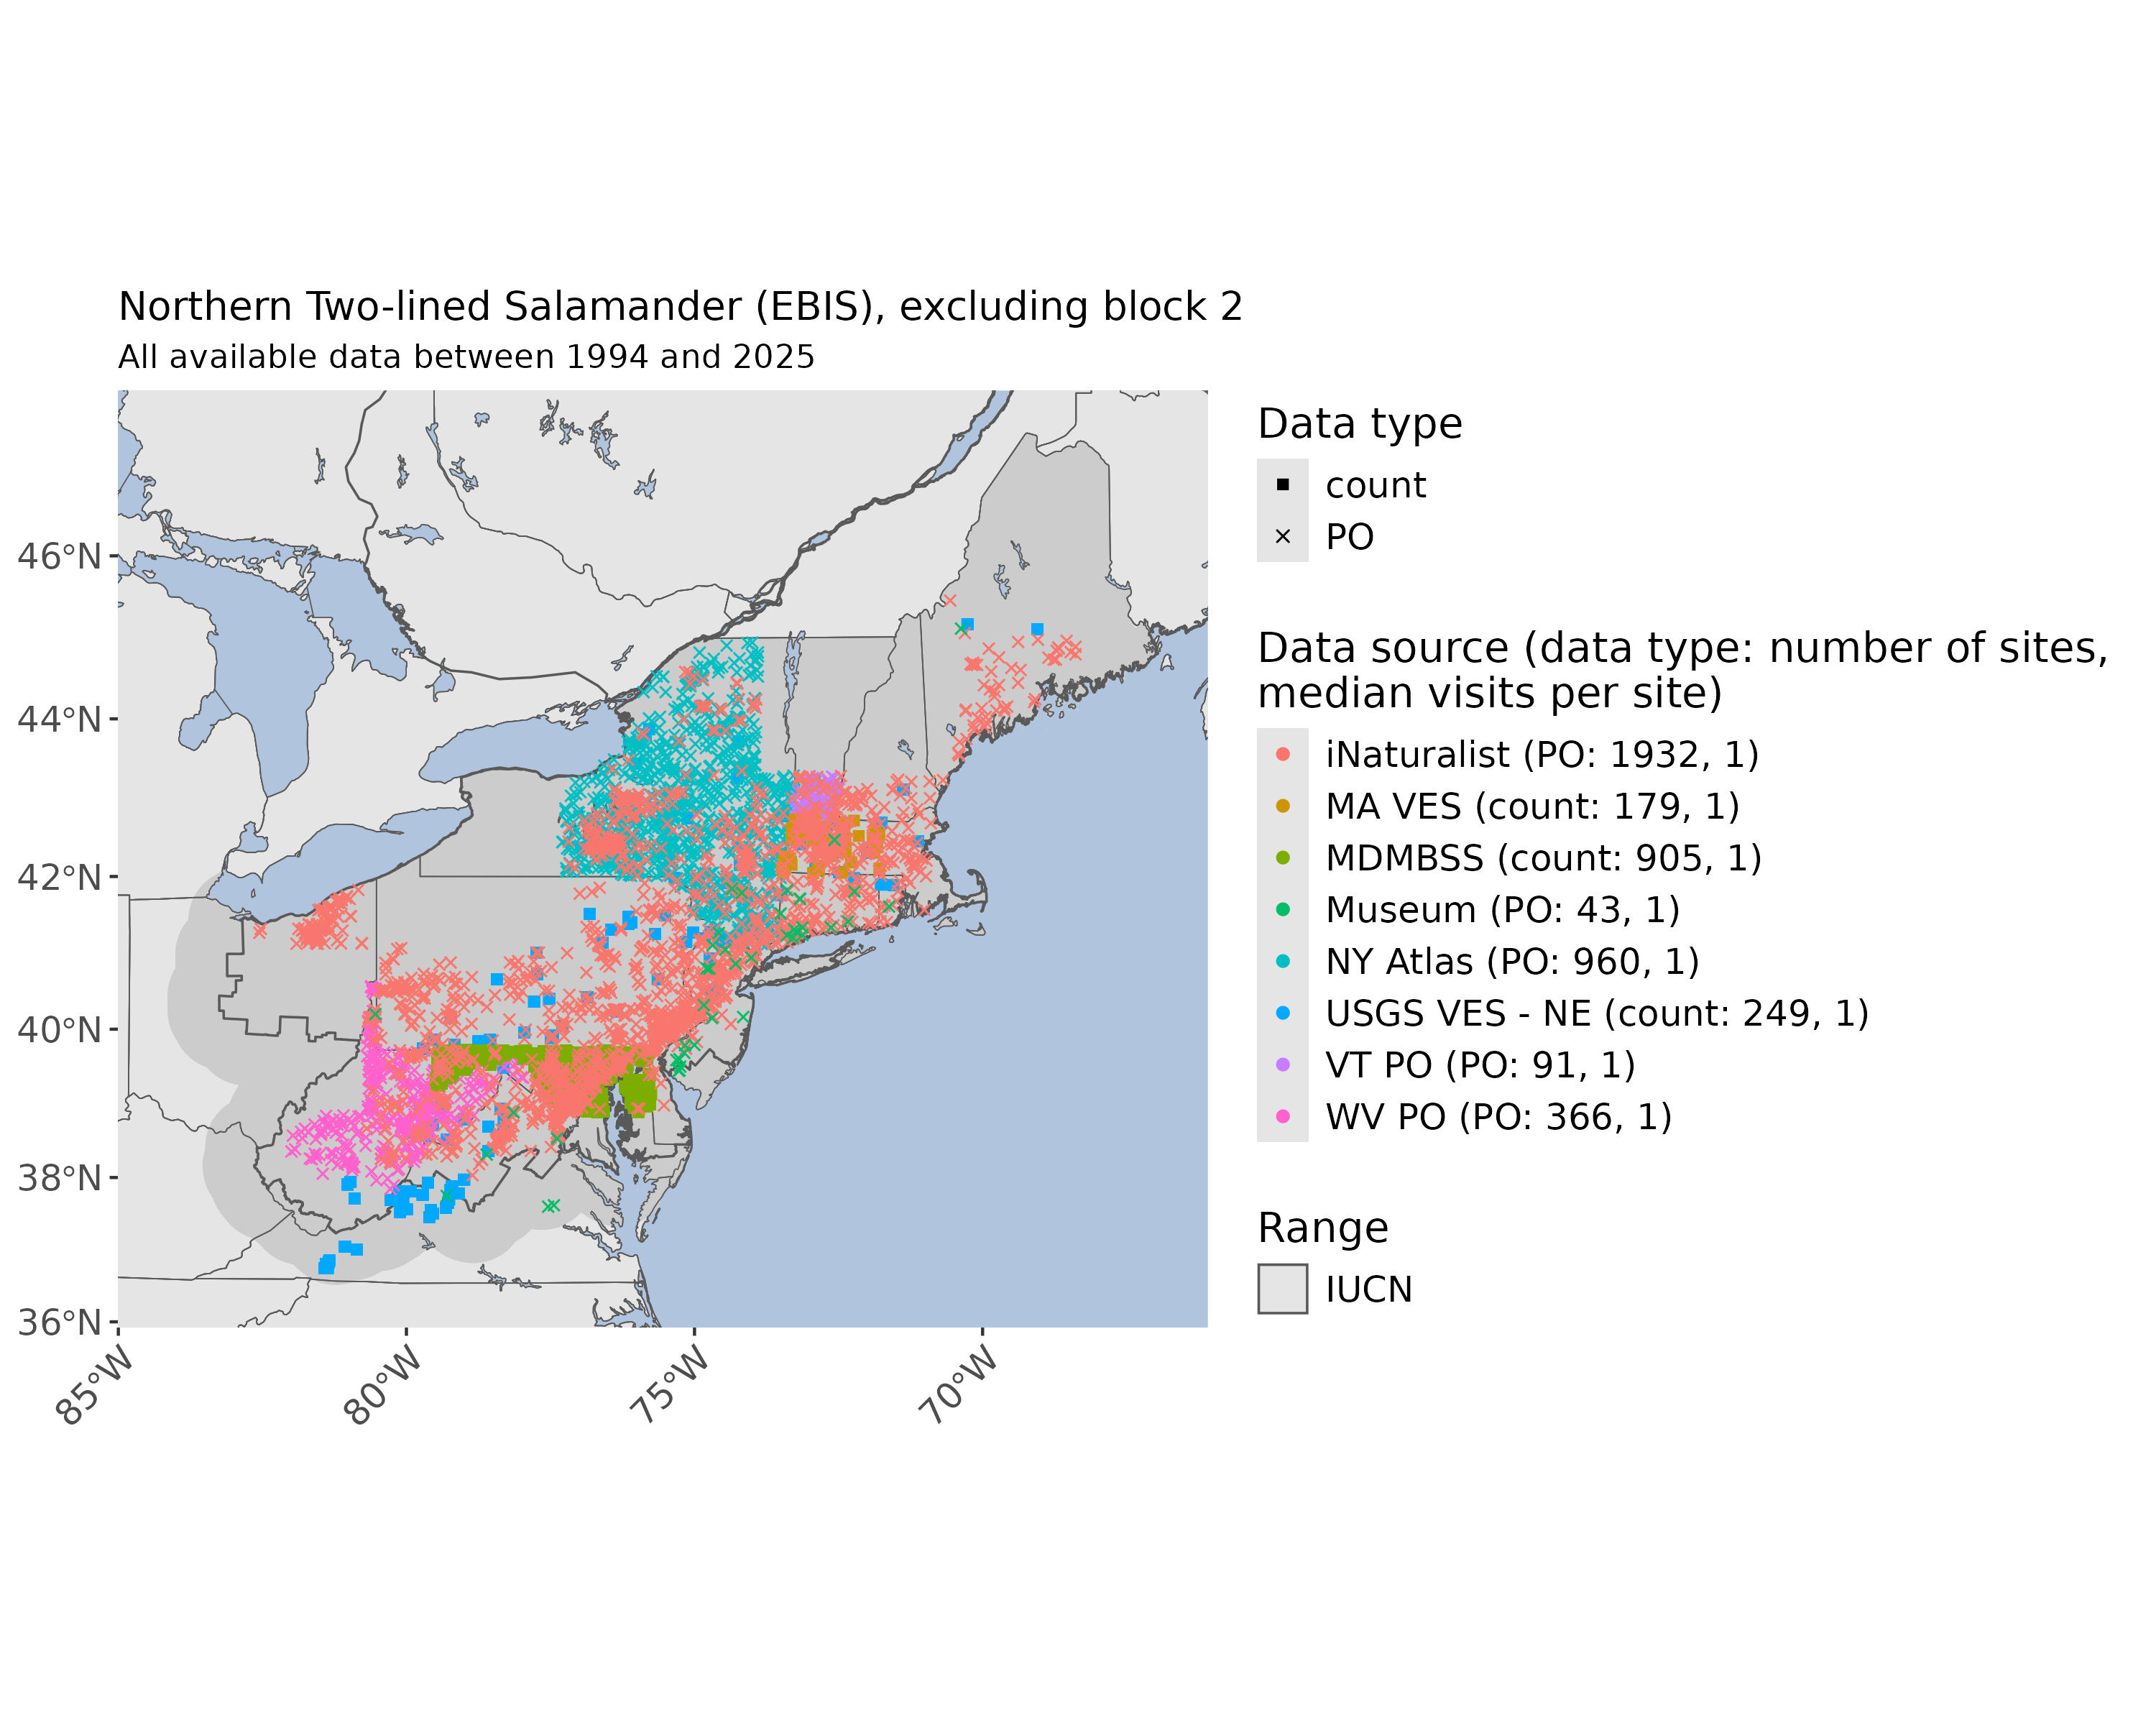 Northern Two-lined Salamander (EBIS), excluding block 2
All available data between 1994 and 2025
46°N
44°N
42°N
40°N
38°N
36°N
85°W
80°W
75°W
70°W
Data type
count
PO
Data source (data type: number of sites,
median visits per site)
iNaturalist (PO: 1932, 1)
MA VES (count: 179, 1)
MDMBSS (count: 905, 1)
Museum (PO: 43, 1)
NY Atlas (PO: 960, 1)
USGS VES - NE (count: 249, 1)
VT PO (PO: 91, 1)
WV PO (PO: 366, 1)
Range
IUCN